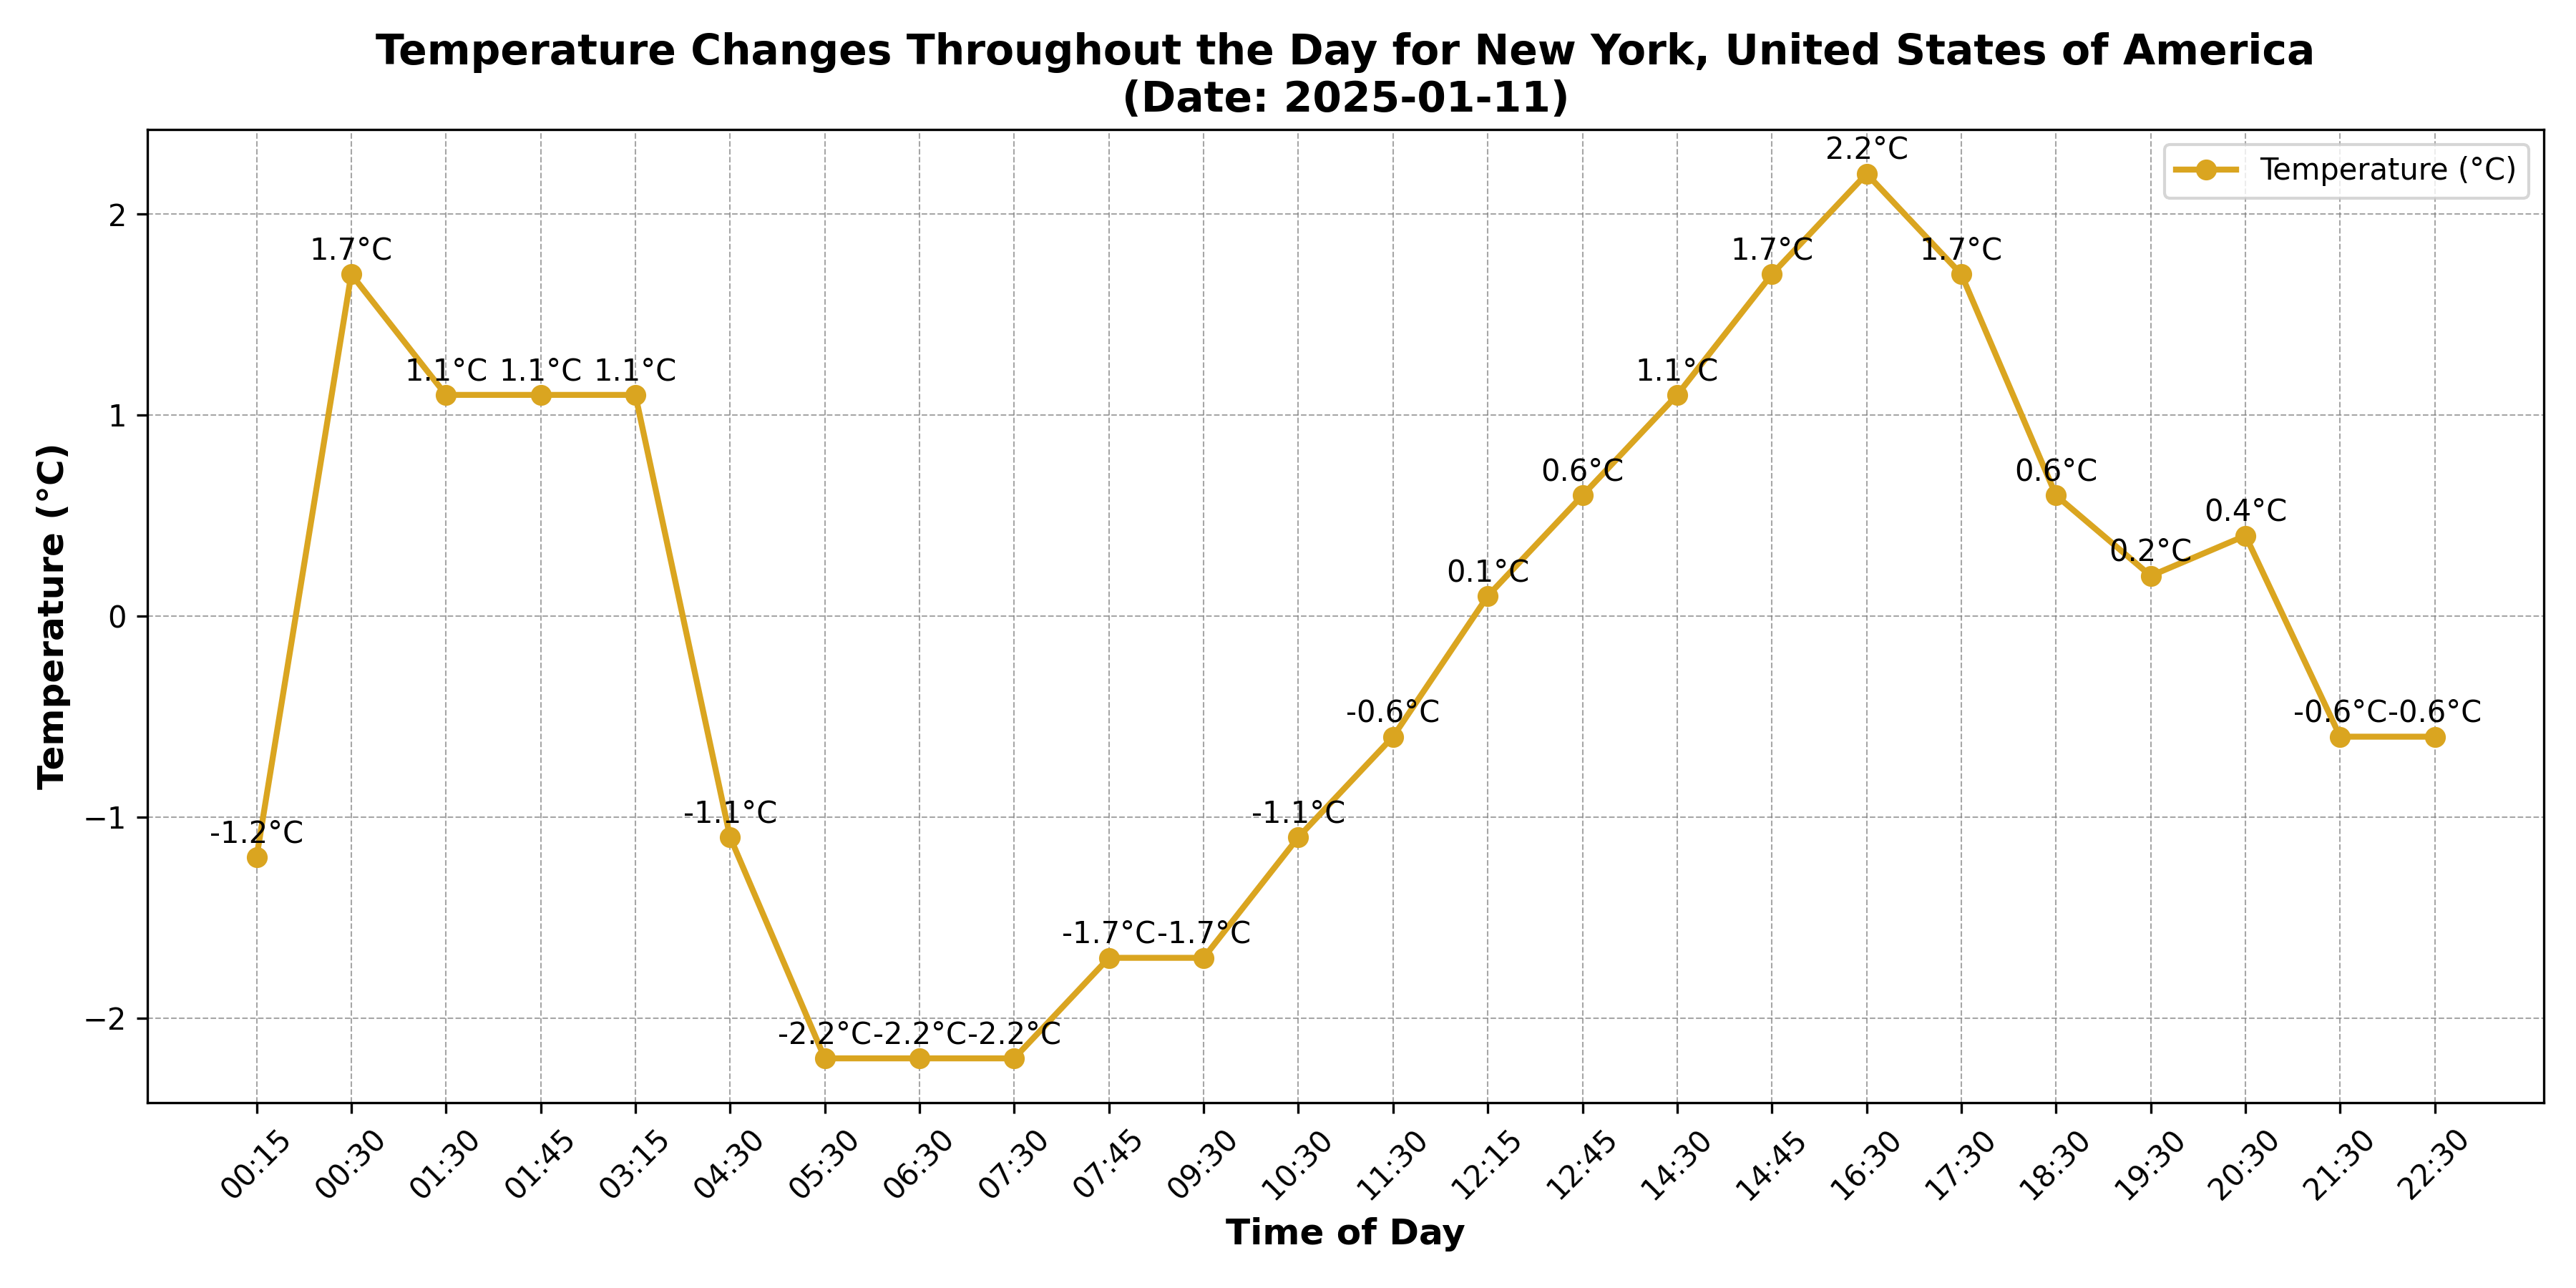 Temperature Changes Throughout the Day for New York, United States of America
(Date: 2025-01-11)
Temperature (°C)
2.2°C
1.7°C 1.7°C 1.7°C
1.1°C 1.1°C 1.1°C 1.1°C
0.6°C 0.6°C
0.4°C
0.2°C
0.1°C
-0.6°C -0.6°C -0.6°C
-1.1°C -1.1°C
-1.2°C
-1.7°C -1.7°C
-2.2°C -2.2°C -2.2°C
2
1
0
−1
−2
Temperature (°C)
00:15 00:30 01:30 01:45 03:15 04:30 05:30 06:30 07:30 07:45 09:30 10:30 11:30 12:15 12:45 14:30 14:45 16:30 17:30 18:30 19:30 20:30 21:30 22:30
Time of Day